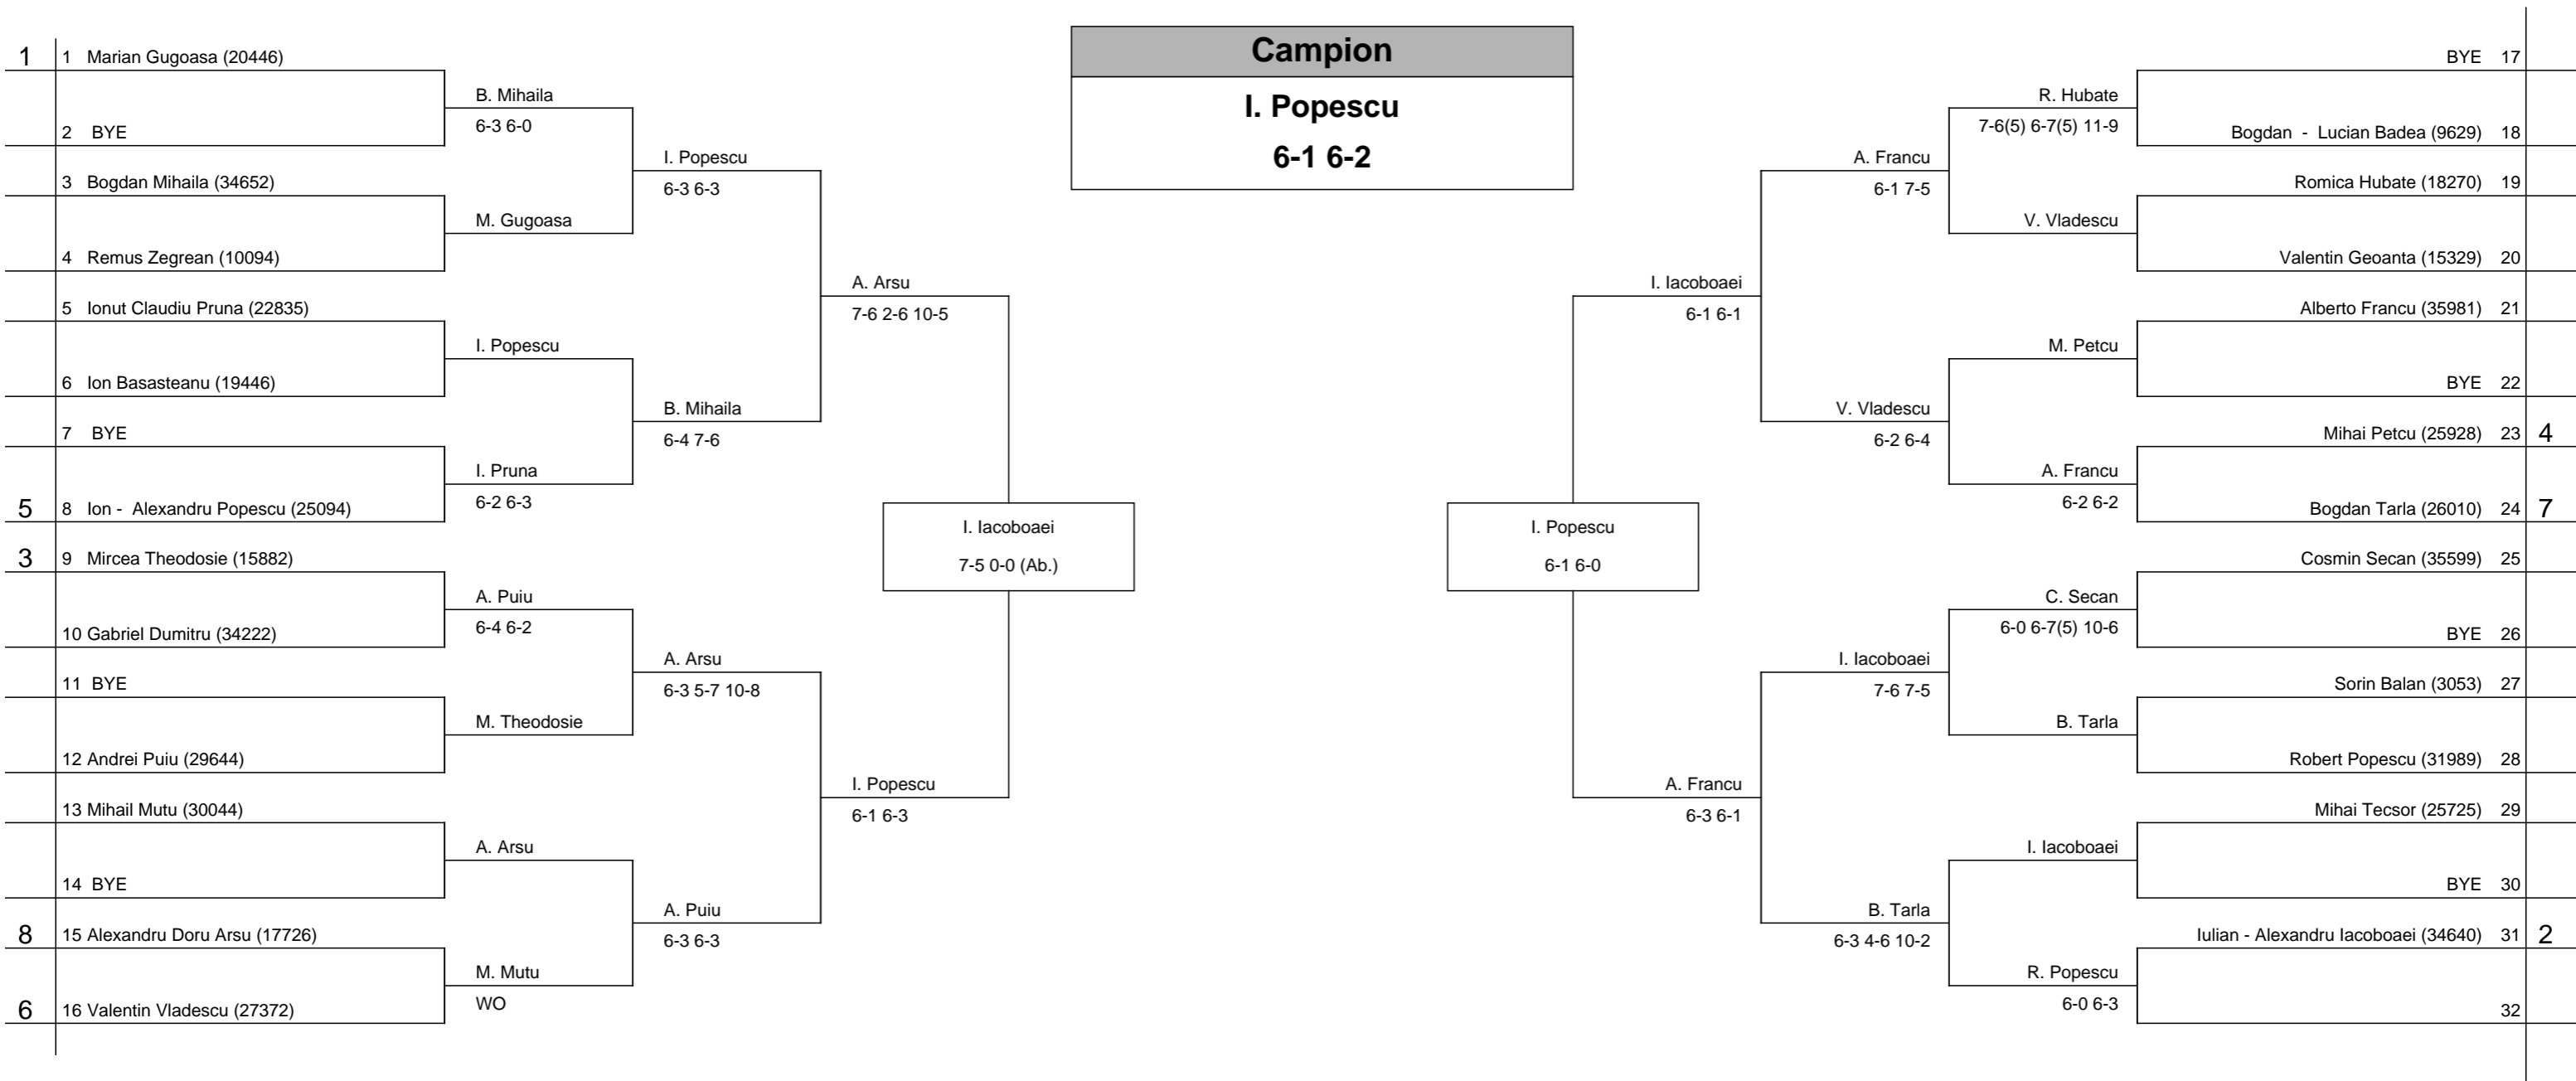 Campion
I. Popescu
6-1 6-2
1
1 Marian Gugoasa (20446)
2 BYE
3 Bogdan Mihaila (34652)
4 Remus Zegrean (10094)
5 Ionut Claudiu Pruna (22835)
6 Ion Basasteanu (19446)
7 BYE
5
8 Ion - Alexandru Popescu (25094)
3
9 Mircea Theodosie (15882)
10 Gabriel Dumitru (34222)
11 BYE
12 Andrei Puiu (29644)
13 Mihail Mutu (30044)
14 BYE
8
15 Alexandru Doru Arsu (17726)
6
16 Valentin Vladescu (27372)
B. Mihaila
6-3 6-0
M. Gugoasa
I. Popescu
I. Pruna
6-2 6-3
A. Puiu
6-4 6-2
M. Theodosie
A. Arsu
M. Mutu
WO
I. Popescu
6-3 6-3
B. Mihaila
6-4 7-6
A. Arsu
6-3 5-7 10-8
A. Puiu
6-3 6-3
A. Arsu
7-6 2-6 10-5
I. Popescu
6-1 6-3
I. Iacoboaei
7-5 0-0 (Ab.)
I. Popescu
6-1 6-0
I. Iacoboaei
6-1 6-1
A. Francu
6-3 6-1
A. Francu
6-1 7-5
V. Vladescu
6-2 6-4
I. Iacoboaei
7-6 7-5
B. Tarla
6-3 4-6 10-2
R. Hubate
7-6(5) 6-7(5) 11-9
V. Vladescu
M. Petcu
A. Francu
6-2 6-2
C. Secan
6-0 6-7(5) 10-6
B. Tarla
I. Iacoboaei
R. Popescu
6-0 6-3
BYE 17
Bogdan - Lucian Badea (9629) 18
Romica Hubate (18270) 19
Valentin Geoanta (15329) 20
Alberto Francu (35981) 21
BYE 22
Mihai Petcu (25928) 23
4
Bogdan Tarla (26010) 24
7
Cosmin Secan (35599) 25
BYE 26
Sorin Balan (3053) 27
Robert Popescu (31989) 28
Mihai Tecsor (25725) 29
BYE 30
Iulian - Alexandru Iacoboaei (34640) 31
2
32